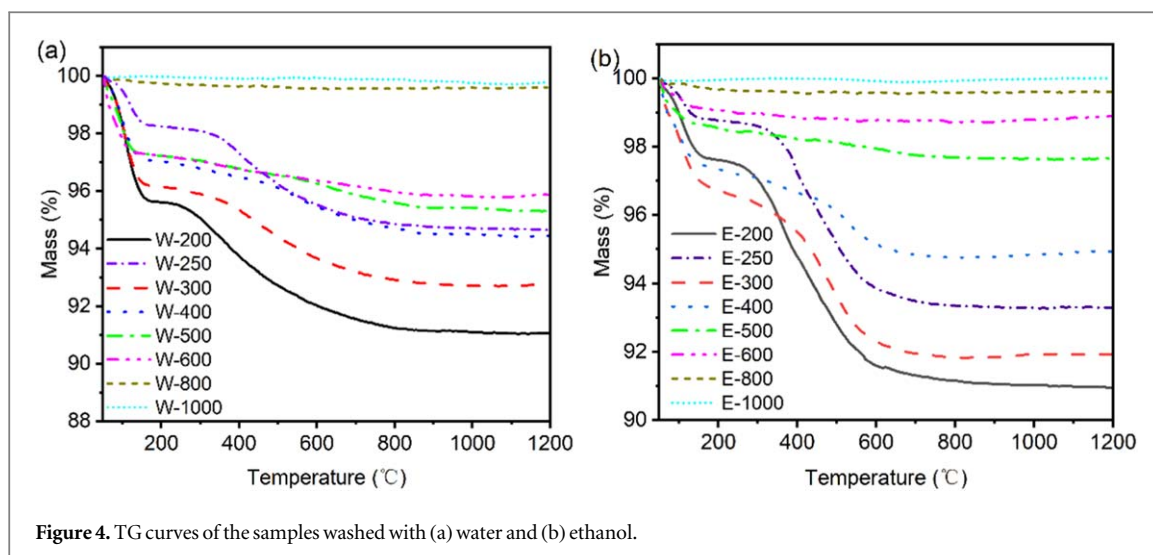 (a)
100
98
96
94
92
90
88
Mass (%)
W-200
W-250
W-300
W-400
W-500
W-600
W-800
W-1000
200 400 600 800 1000 1200
Temperature (℃)
(b)
100
98
96
94
92
90
Mass (%)
E-200
E-250
E-300
E-400
E-500
E-600
E-800
E-1000
200 400 600 800 1000 1200
Temperature (℃)
Figure 4. TG curves of the samples washed with (a) water and (b) ethanol.